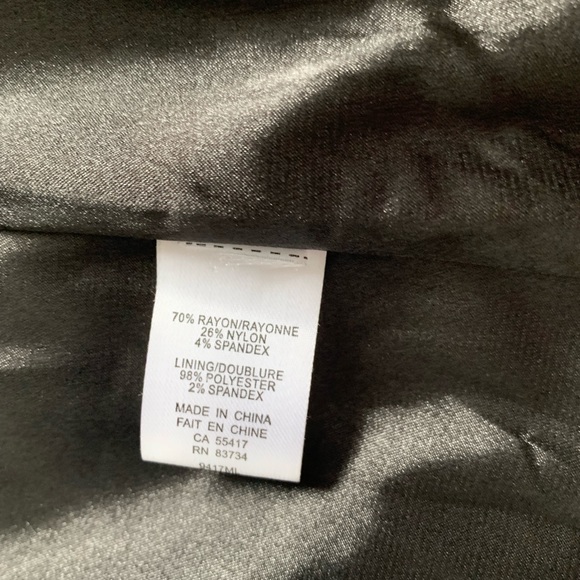 70% RAYON/RAYONNE
26% NYLON
4% SPANDEX
LINING/DOUBLURE
98% POLYESTER
2% SPANDEX
MADE IN CHINA
FAIT EN CHINE
CA 55417
RN 83734